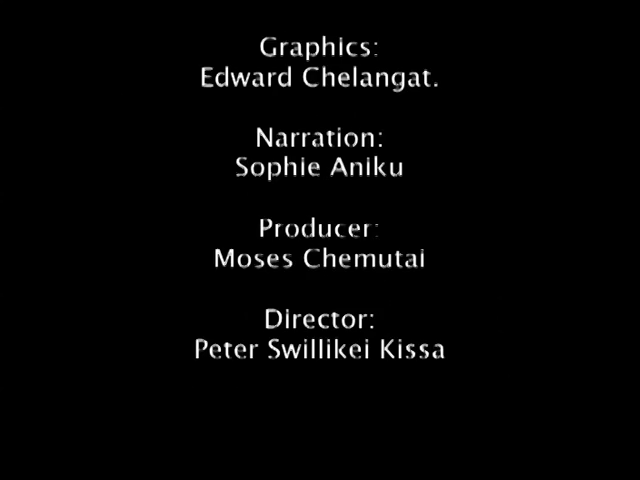 Graphics:
Edward Chelangat.
Narration:
Sophie Aniku
Producer:
Moses Chemutai
Director:
Peter Swillikei Kissa